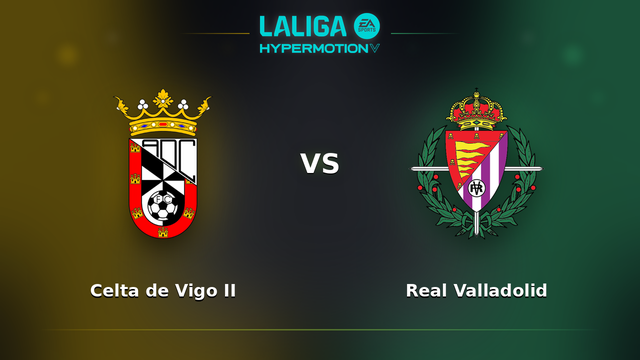 LALIGA EA SPORTS
HYPERMOTION V
VS
Celta de Vigo II
Real Valladolid